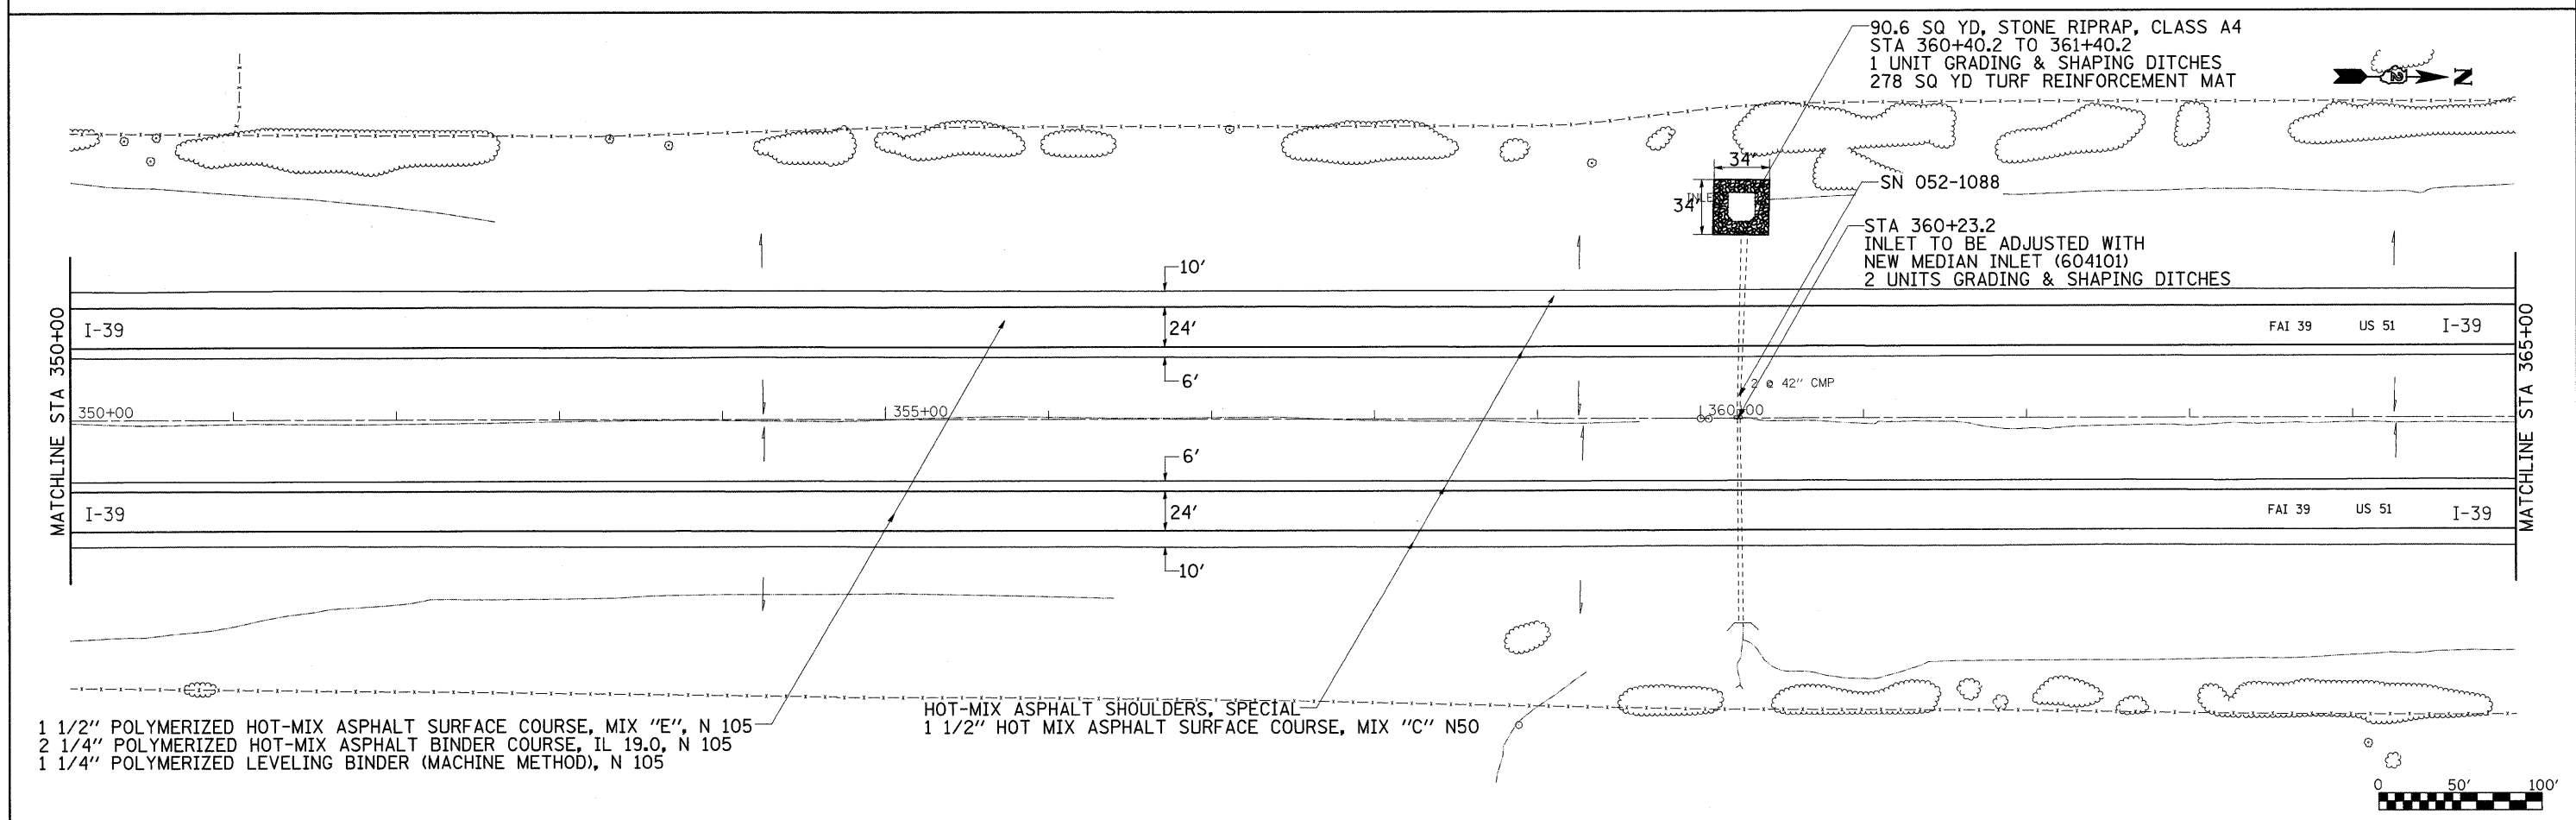 90.6 SQ YD, STONE RIPRAP, CLASS A4
STA 360+40.2 TO 361+40.2
1 UNIT GRADING & SHAPING DITCHES
278 SQ YD TURF REINFORCEMENT MAT
N
34'
34'
SN 052-1088
STA 360+23.2
INLET TO BE ADJUSTED WITH
NEW MEDIAN INLET (604101)
2 UNITS GRADING & SHAPING DITCHES
10'
MATCHLINE STA 350+00
I-39
24'
FAI 39 US 51 I-39
MATCHLINE STA 365+00
6'
2 @ 42" CMP
350+00
355+00
360+00
6'
I-39
24'
FAI 39 US 51 I-39
10'
HOT-MIX ASPHALT SHOULDERS, SPECIAL
1 1/2" HOT MIX ASPHALT SURFACE COURSE, MIX "C" N50
1 1/2" POLYMERIZED HOT-MIX ASPHALT SURFACE COURSE, MIX "E", N 105
2 1/4" POLYMERIZED HOT-MIX ASPHALT BINDER COURSE, IL 19.0, N 105
1 1/4" POLYMERIZED LEVELING BINDER (MACHINE METHOD), N 105
0 50' 100'